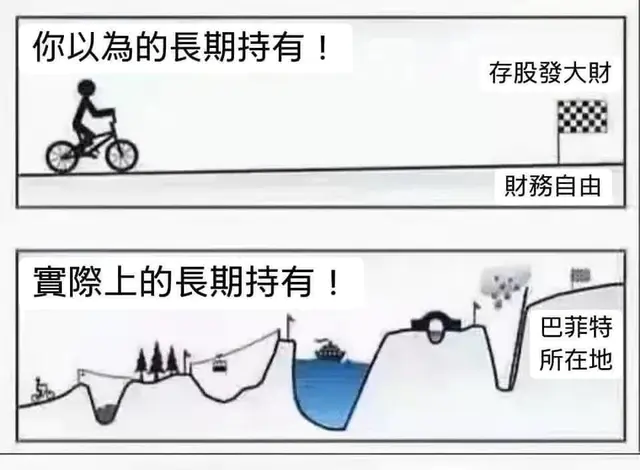 你以為的長期持有！
存股發大財
財務自由
實際上的長期持有！
巴菲特
所在地